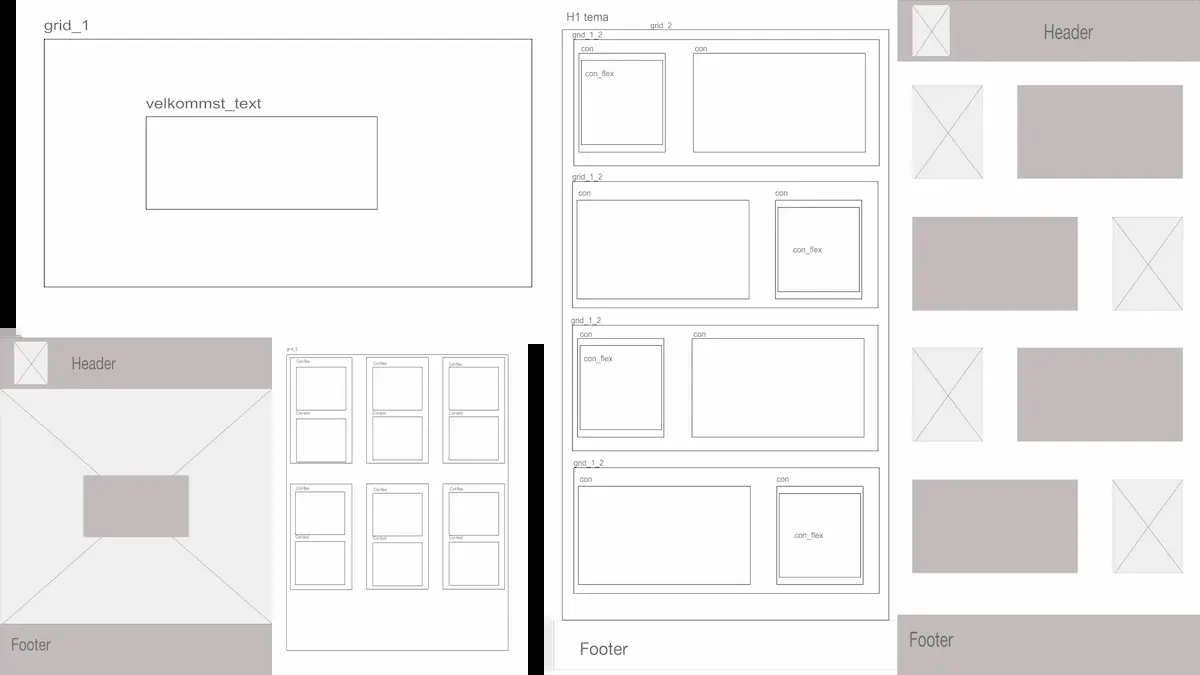 grid_1
velkommst_text
Header
Footer
Con-flex
Con-flex
Con-flex
Con-text
Con-text
Con-text
Con-flex
Con-flex
Con-flex
Con-text
Con-text
Con-text
H1 tema
grid_2
grid_1_2
con
con
con_flex
grid_1_2
con
con
con_flex
grid_1_2
con
con
con_flex
grid_1_2
con
con
con_flex
Footer
Header
Footer